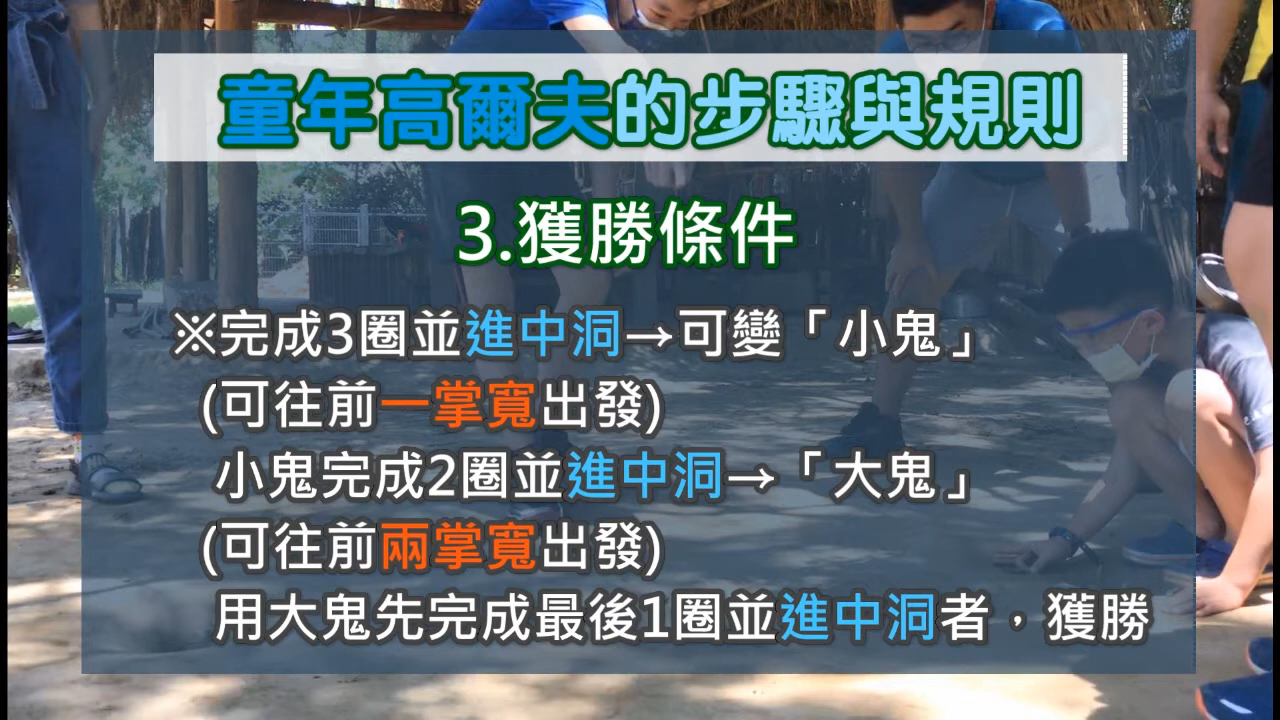 童年高爾夫的步驟與規則
3.獲勝條件
※完成3圈並進中洞→可變「小鬼」
(可往前一掌寬出發)
小鬼完成2圈並進中洞→「大鬼」
(可往前兩掌寬出發)
用大鬼先完成最後1圈並進中洞者，獲勝